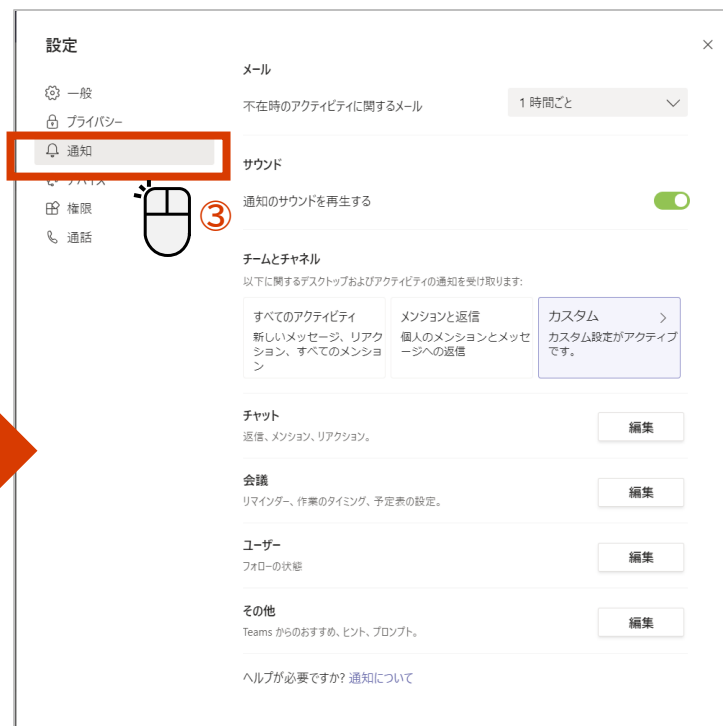 設定
一般
プライバシー
通知
デバイス
権限
通話
③
メール
不在時のアクティビティに関するメール
1 時間ごと
サウンド
通知のサウンドを再生する
チームとチャネル
以下に関するデスクトップおよびアクティビティの通知を受け取ります:
すべてのアクティビティ
新しいメッセージ、リアク
ション、すべてのメンショ
ン
メンションと返信
個人のメンションとメッセ
ージへの返信
カスタム
カスタム設定がアクティブ
です。
チャット
返信、メンション、リアクション。
編集
会議
リマインダー、作業のタイミング、予定表の設定。
編集
ユーザー
フォローの状態
編集
その他
Teams からのおすすめ、ヒント、プロンプト。
編集
ヘルプが必要ですか? 通知について